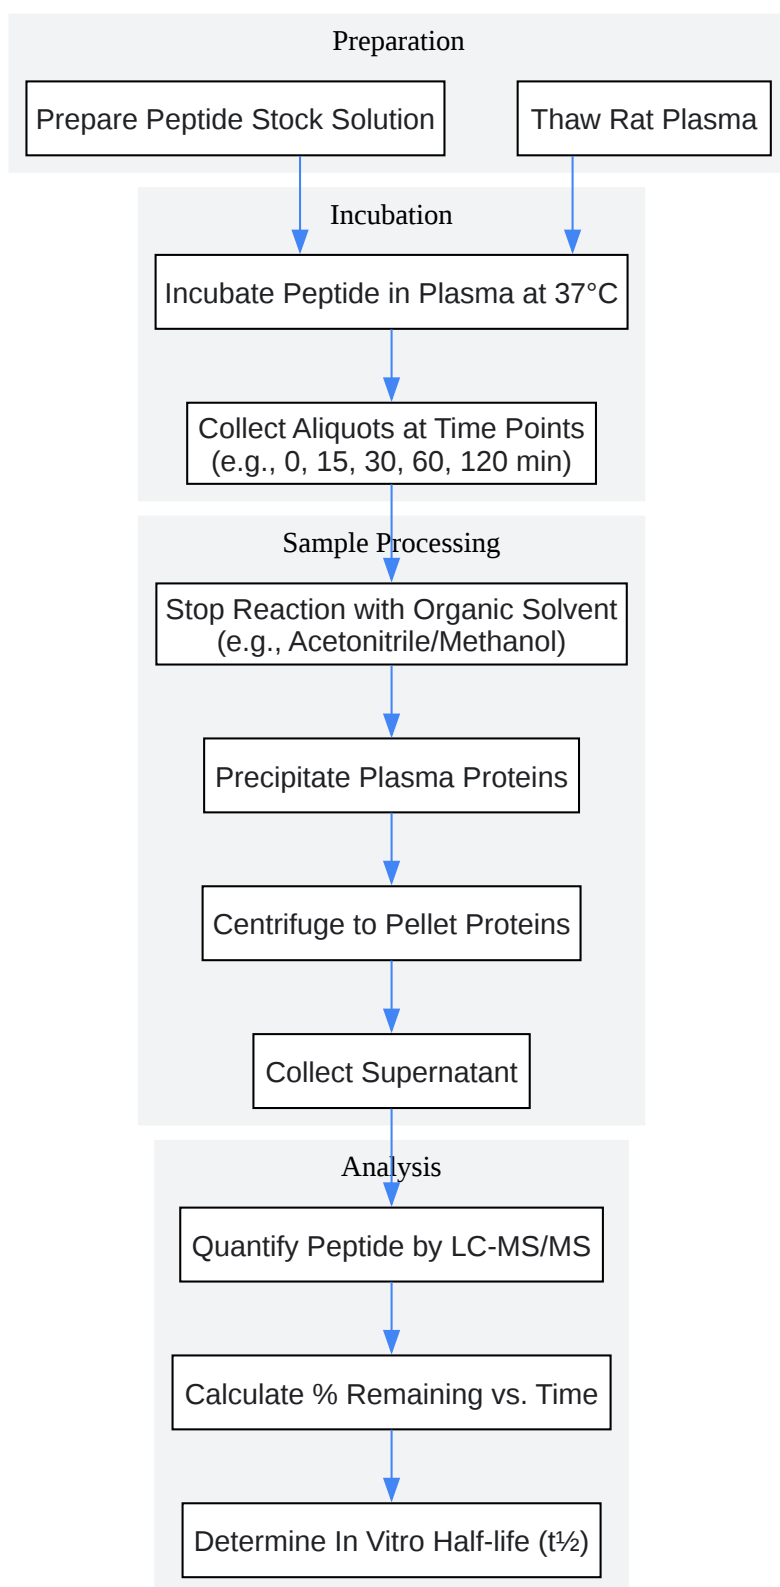 Preparation
Prepare Peptide Stock Solution
Thaw Rat Plasma
Incubation
Incubate Peptide in Plasma at 37°C
Collect Aliquots at Time Points
(e.g., 0, 15, 30, 60, 120 min)
Sample Processing
Stop Reaction with Organic Solvent
(e.g., Acetonitrile/Methanol)
Precipitate Plasma Proteins
Centrifuge to Pellet Proteins
Collect Supernatant
Analysis
Quantify Peptide by LC-MS/MS
Calculate % Remaining vs. Time
Determine In Vitro Half-life (t½)